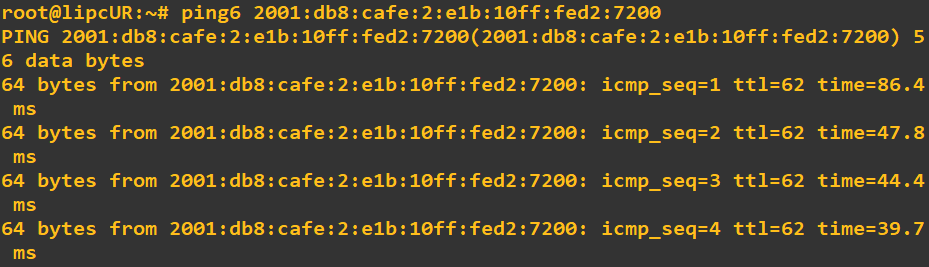 root@lipcUR:~# ping6 2001:db8:cafe:2:e1b:10ff:fed2:7200
PING 2001:db8:cafe:2:e1b:10ff:fed2:7200(2001:db8:cafe:2:e1b:10ff:fed2:7200) 5
6 data bytes
64 bytes from 2001:db8:cafe:2:e1b:10ff:fed2:7200: icmp_seq=1 ttl=62 time=86.4
 ms
64 bytes from 2001:db8:cafe:2:e1b:10ff:fed2:7200: icmp_seq=2 ttl=62 time=47.8
 ms
64 bytes from 2001:db8:cafe:2:e1b:10ff:fed2:7200: icmp_seq=3 ttl=62 time=44.4
 ms
64 bytes from 2001:db8:cafe:2:e1b:10ff:fed2:7200: icmp_seq=4 ttl=62 time=39.7
 ms